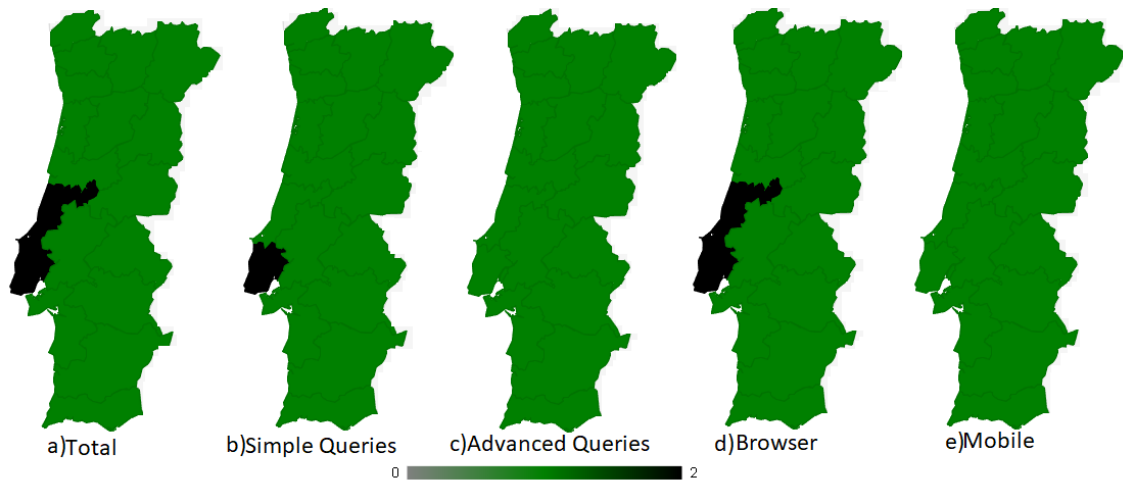 a)Total
b)Simple Queries
c)Advanced Queries
d)Browser
e)Mobile
0 2